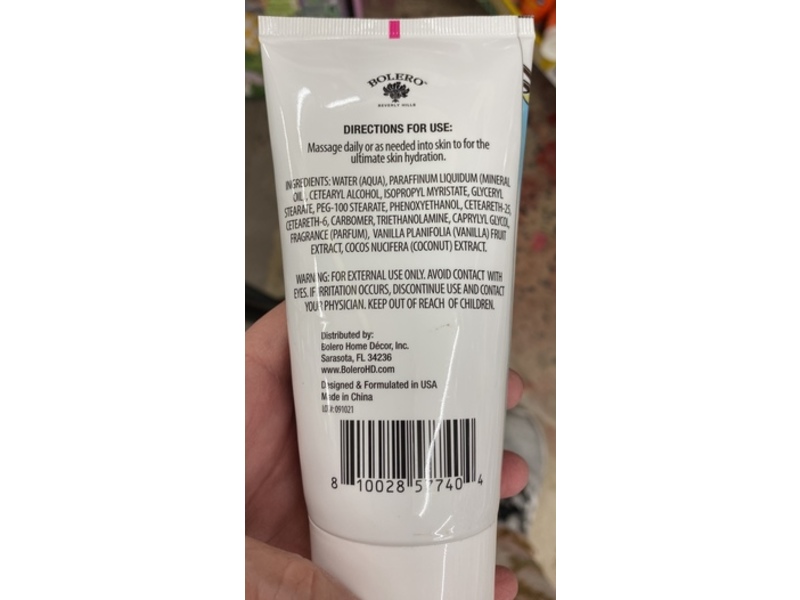 BOLERO™
BEVERLY HILLS
DIRECTIONS FOR USE:
Massage daily or as needed into skin to for the
ultimate skin hydration.
INGREDIENTS: WATER (AQUA), PARAFFINUM LIQUIDUM (MINERAL
OIL), CETEARYL ALCOHOL, ISOPROPYL MYRISTATE, GLYCERYL
STEARATE, PEG-100 STEARATE, PHENOXYETHANOL, CETEARETH-25,
CETEARETH-6, CARBOMER, TRIETHANOLAMINE, CAPRYLYL GLYCOL,
FRAGRANCE (PARFUM), VANILLA PLANIFOLIA (VANILLA) FRUIT
EXTRACT, COCOS NUCIFERA (COCONUT) EXTRACT.
WARNING: FOR EXTERNAL USE ONLY. AVOID CONTACT WITH
EYES. IF IRRITATION OCCURS, DISCONTINUE USE AND CONTACT
YOUR PHYSICIAN. KEEP OUT OF REACH OF CHILDREN.
Distributed by:
Bolero Home Décor, Inc.
Sarasota, FL 34236
www.BoleroHD.com
Designed & Formulated in USA
Made in China
LOT#: 091021
8 10028 57740 4